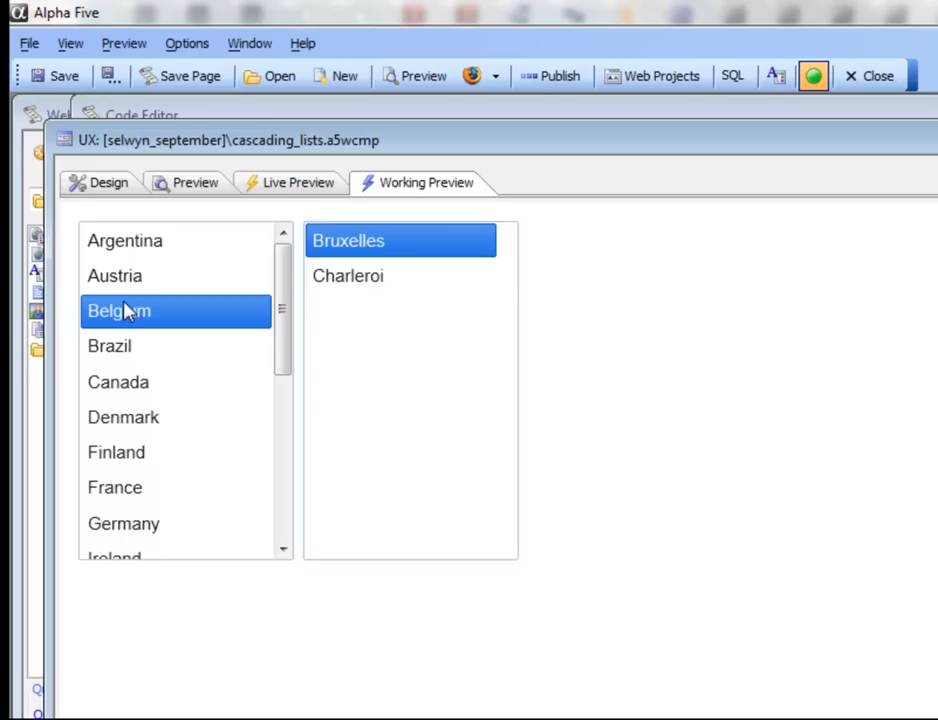 Alpha Five
File View Preview Options Window Help
Save Save Page Open New Preview Publish Web Projects SQL Close
Code Editor
UX: [selwyn_september]\cascading_lists.a5wcmp
Design Preview Live Preview Working Preview
Argentina Bruxelles
Austria Charleroi
Belgium
Brazil
Canada
Denmark
Finland
France
Germany
Ireland